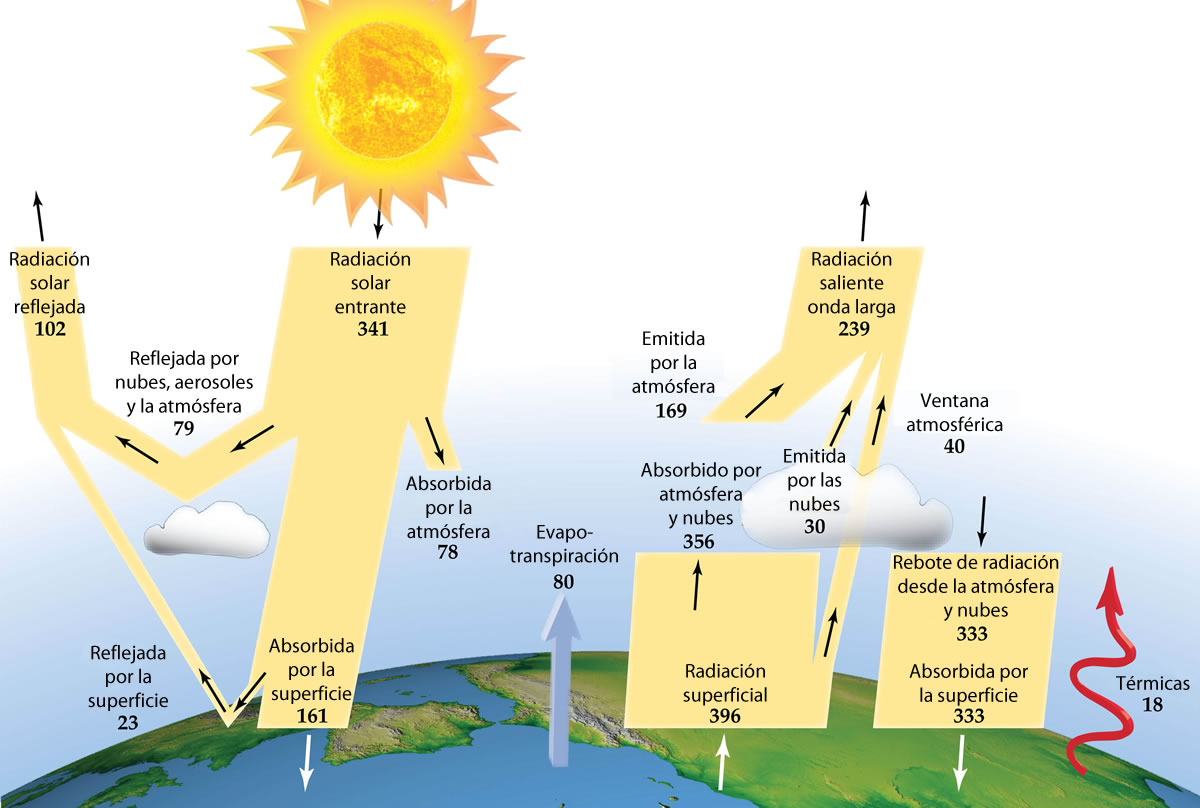 Radiación
solar
reflejada
102
Radiación
solar
entrante
341
Reflejada por
nubes, aerosoles
y la atmósfera
79
Absorbida
por la
atmósfera
78
Reflejada
por la
superficie
23
Absorbida
por la
superficie
161
Evapo-
transpiración
80
Radiación
saliente
onda larga
239
Emitida
por la
atmósfera
169
Ventana
atmosférica
40
Absorbido por
atmósfera
y nubes
356
Emitida
por las
nubes
30
Radiación
superficial
396
Rebote de radiación
desde la atmósfera
y nubes
333
Absorbida por
la superficie
333
Térmicas
18